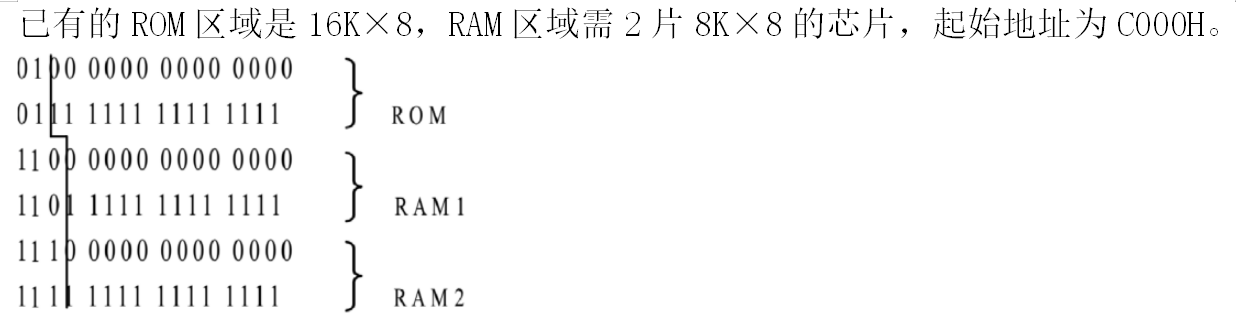 已有的 ROM 区域是 16K×8，RAM 区域需 2 片 8K×8 的芯片，起始地址为 C000H。
0100 0000 0000 0000
0111 1111 1111 1111
ROM
1100 0000 0000 0000
1101 1111 1111 1111
RAM1
1110 0000 0000 0000
1111 1111 1111 1111
RAM2